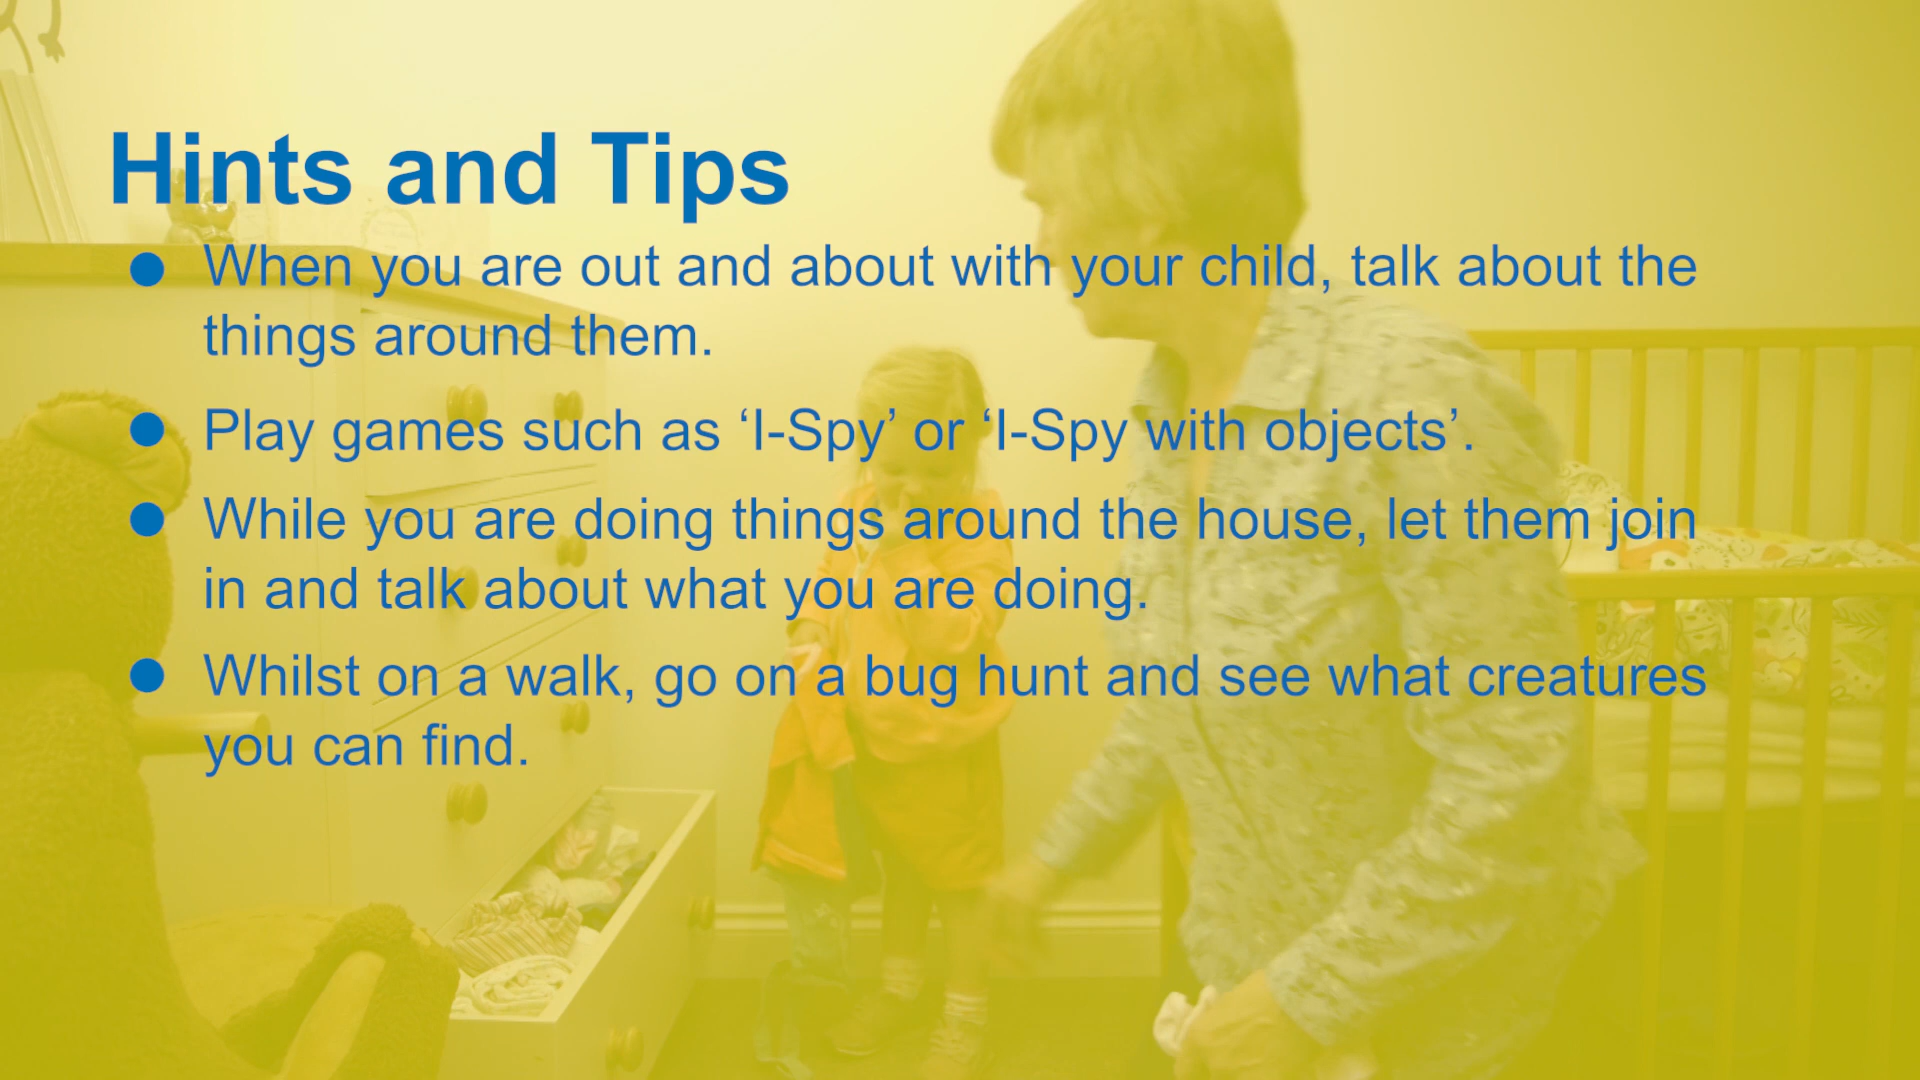 Hints and Tips
● When you are out and about with your child, talk about the
things around them.
● Play games such as ‘I-Spy’ or ‘I-Spy with objects’.
● While you are doing things around the house, let them join
in and talk about what you are doing.
● Whilst on a walk, go on a bug hunt and see what creatures
you can find.